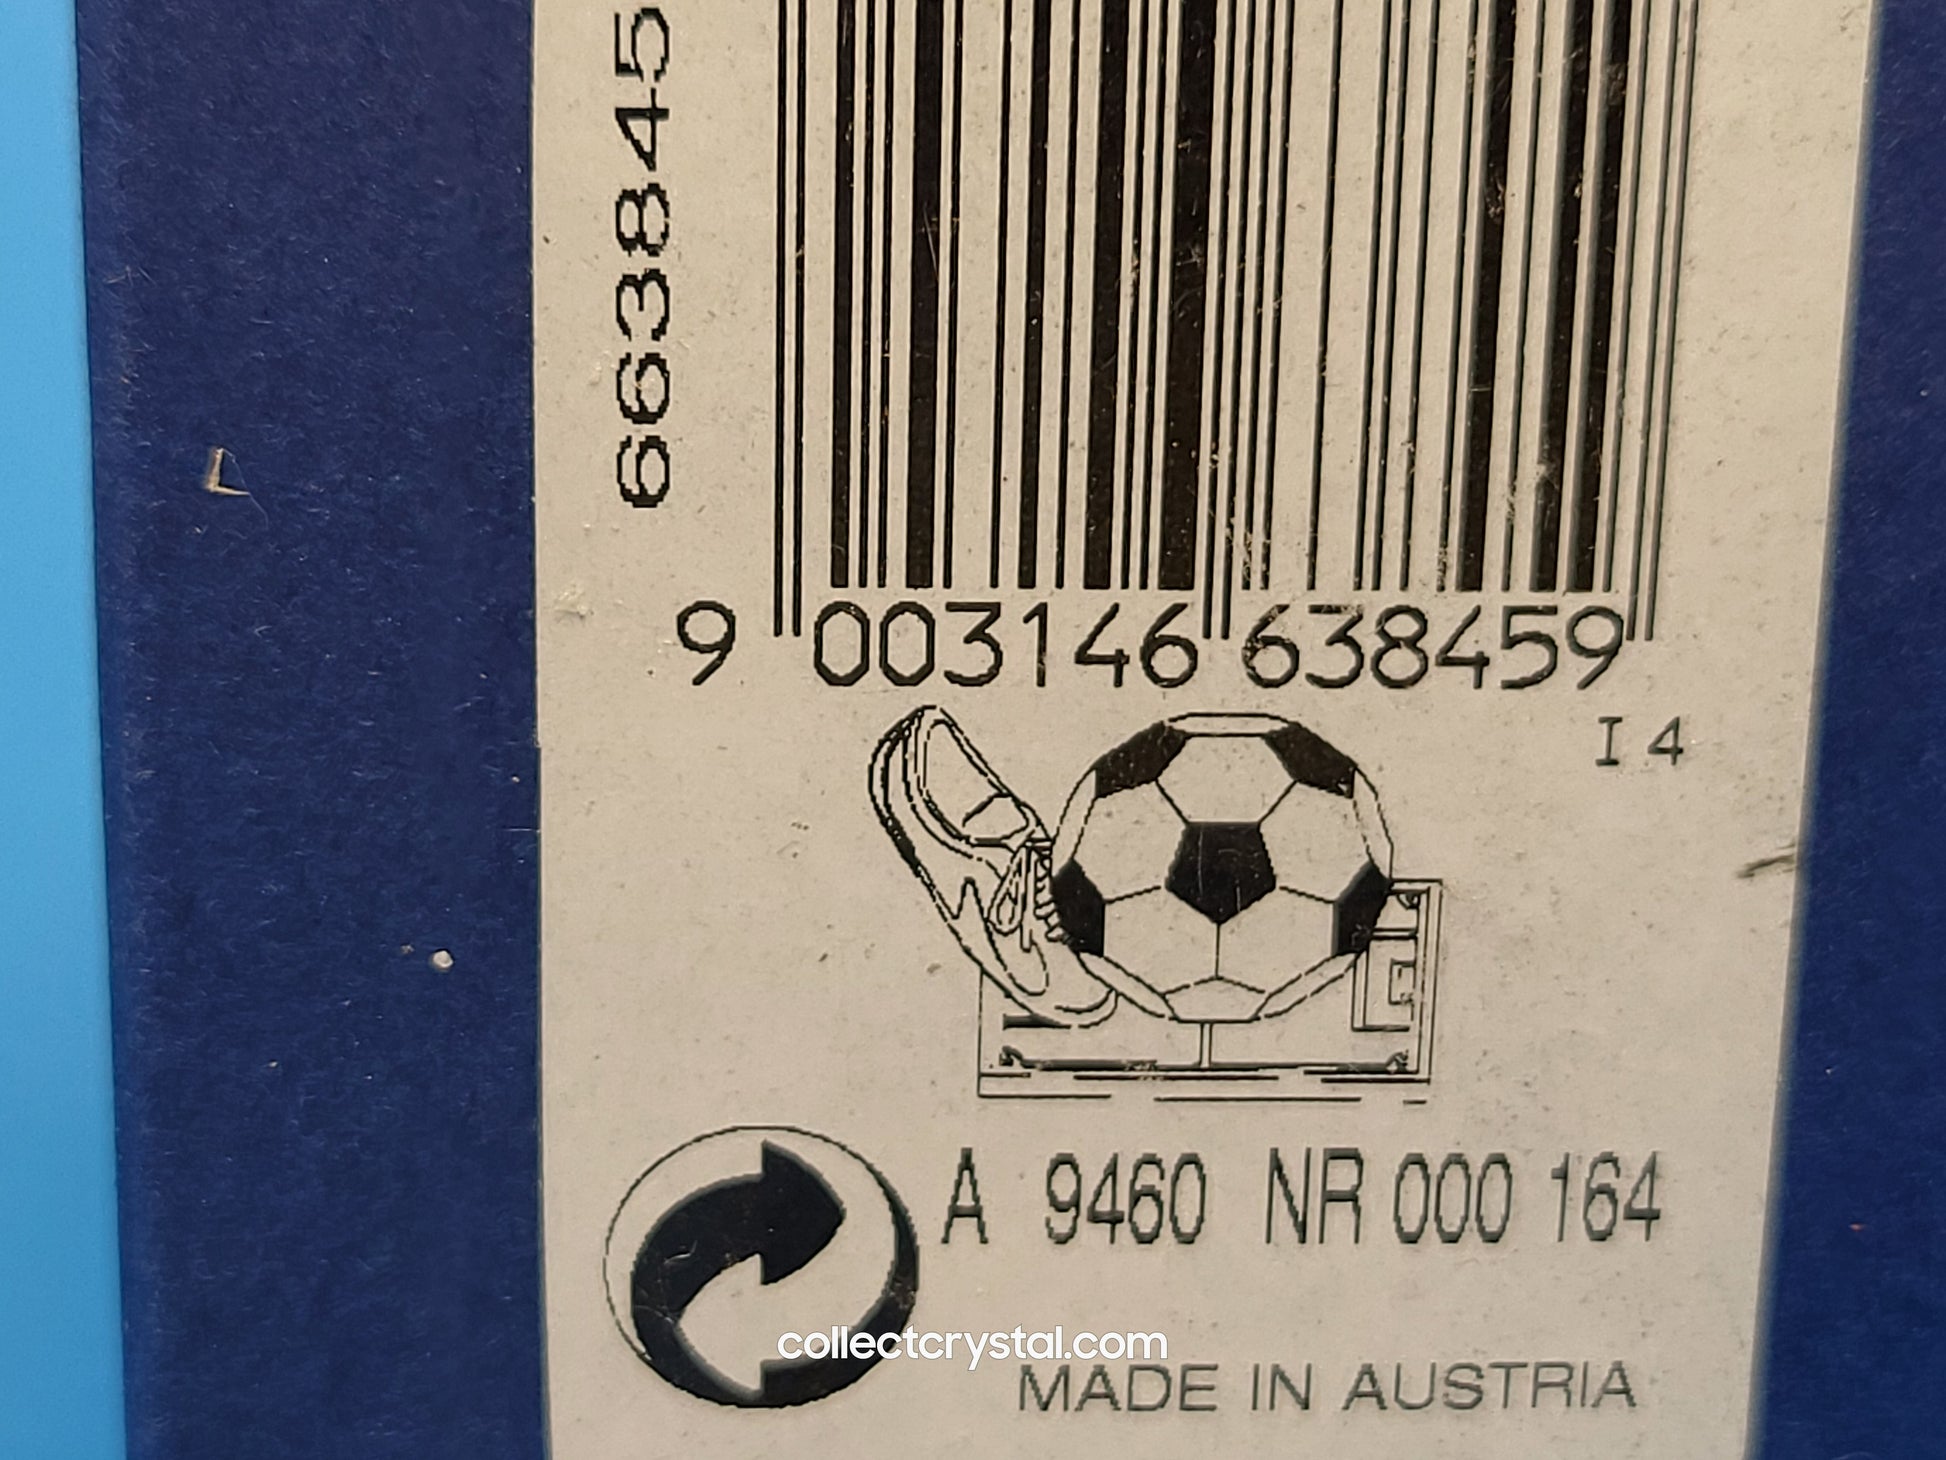 663845
9 003146 638459
I 4
A 9460 NR 000 164
collectcrystal.com
MADE IN AUSTRIA